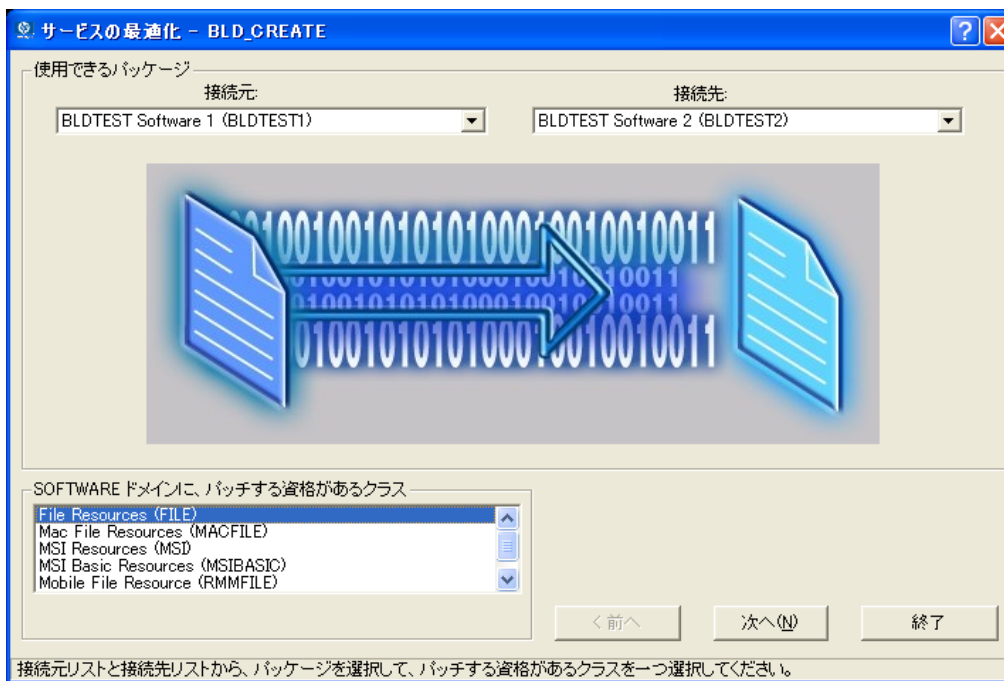 サービスの最適化 - BLD_CREATE
使用できるパッケージ
接続元:
接続先:
BLDTEST Software 1 (BLDTEST1)
BLDTEST Software 2 (BLDTEST2)
SOFTWARE ドメインに、パッチする資格があるクラス
File Resources (FILE)
Mac File Resources (MACFILE)
MSI Resources (MSI)
MSI Basic Resources (MSIBASIC)
Mobile File Resource (RMMFILE)
< 前へ
次へ(N)
終了
接続元リストと接続先リストから、パッケージを選択して、パッチする資格があるクラスを一つ選択してください。